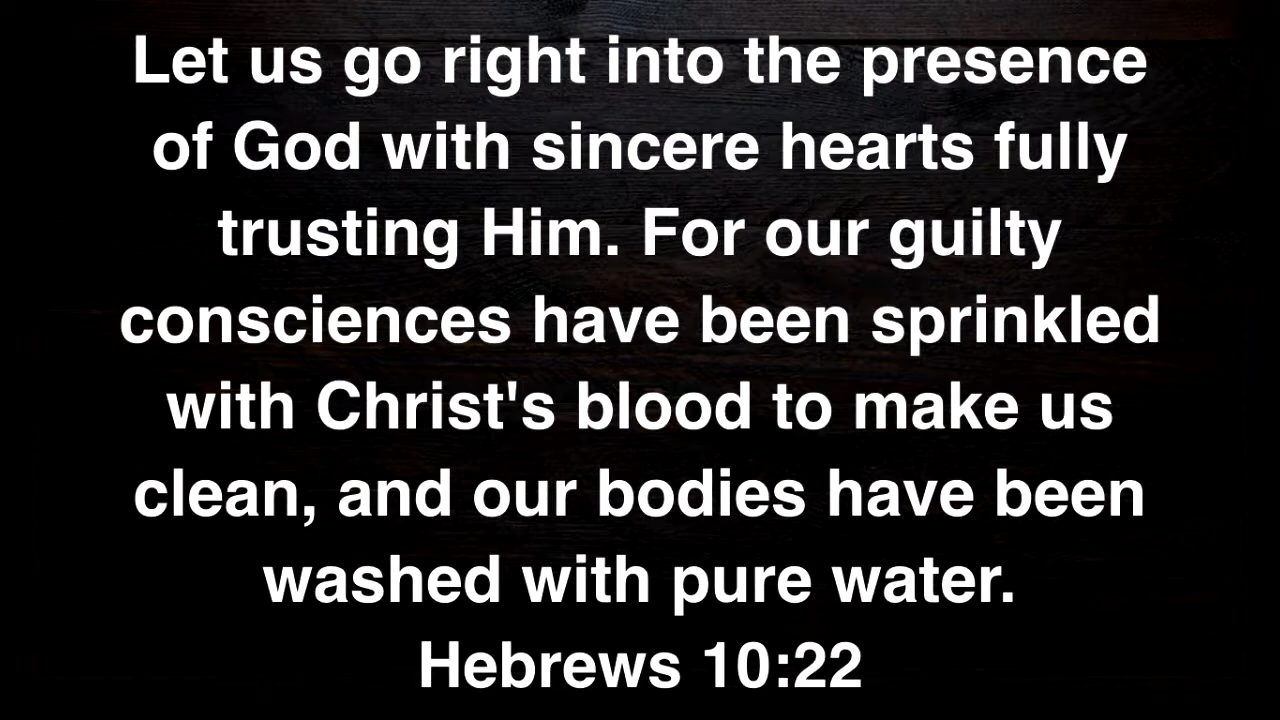 Let us go right into the presence
of God with sincere hearts fully
trusting Him. For our guilty
consciences have been sprinkled
with Christ's blood to make us
clean, and our bodies have been
washed with pure water.
Hebrews 10:22